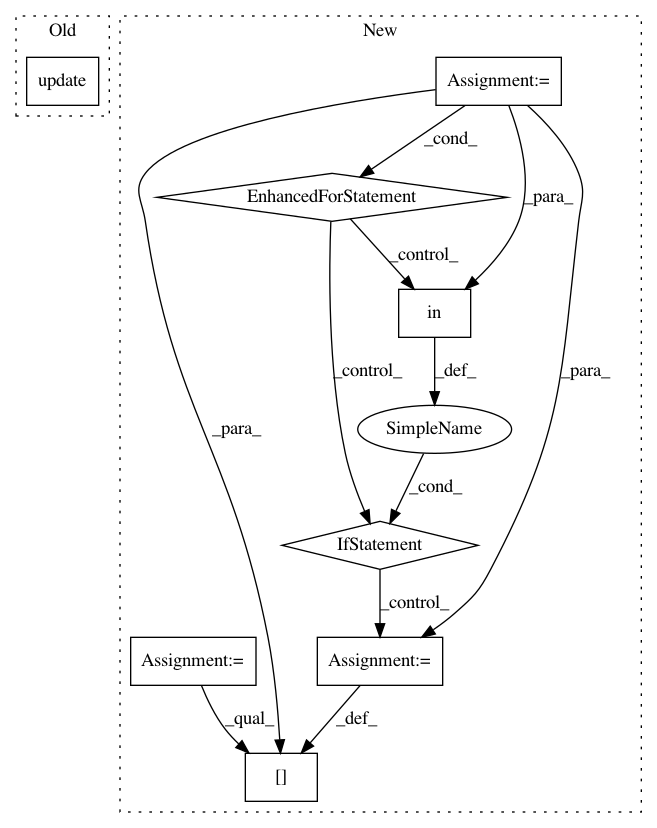 Old
New
update
Assignment:=
_cond_
EnhancedForStatement
_para_
_control_
in
_control_
_def_
_para_
_para_
SimpleName
_cond_
IfStatement
_control_
Assignment:=
Assignment:=
_qual_
_def_
[]